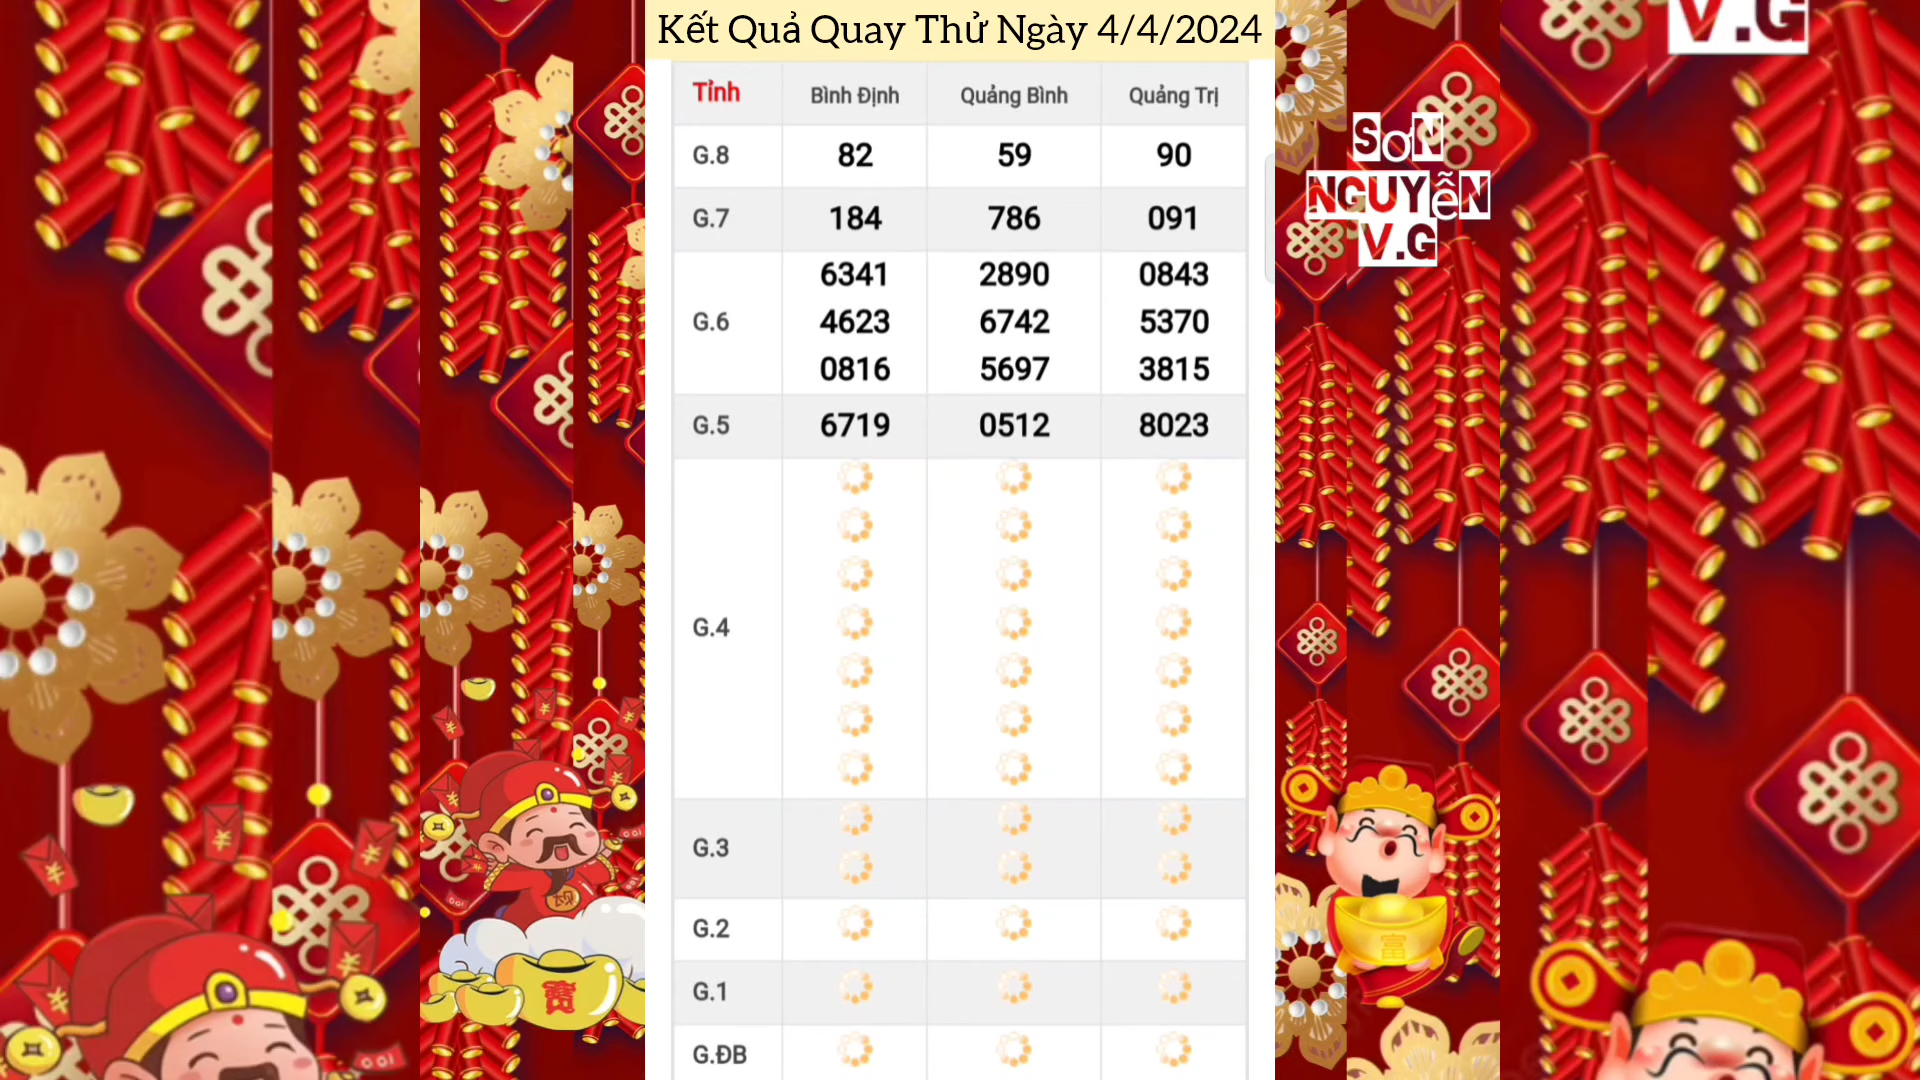 Kết Quả Quay Thử Ngày 4/4/2024
V.G
Tỉnh Bình Định Quảng Bình Quảng Trị
G.8 82 59 90
G.7 184 786 091
G.6
6341 2890 0843
4623 6742 5370
0816 5697 3815
G.5 6719 0512 8023
G.4
G.3
G.2
G.1
G.ĐB
SơN
NGUYễN
V.G
富